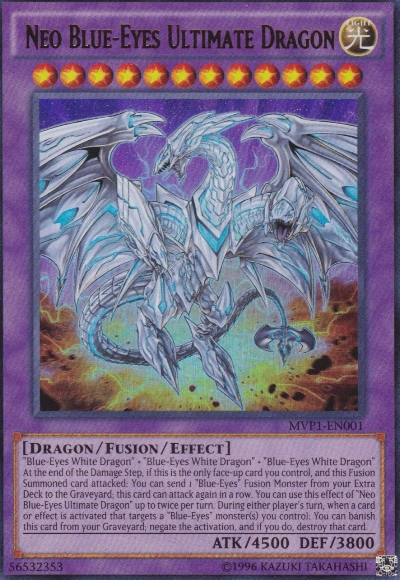 Neo Blue-Eyes Ultimate Dragon
LIGHT
光
MVP1-EN001
[Dragon/Fusion/Effect]
"Blue-Eyes White Dragon" + "Blue-Eyes White Dragon" + "Blue-Eyes White Dragon"
At the end of the Damage Step, if this is the only face-up card you control, and this Fusion
Summoned card attacked: You can send 1 "Blue-Eyes" Fusion Monster from your Extra
Deck to the Graveyard; this card can attack again in a row. You can use this effect of "Neo
Blue-Eyes Ultimate Dragon" up to twice per turn. During either player's turn, when a card
or effect is activated that targets a "Blue-Eyes" monster(s) you control: You can banish
this card from your Graveyard; negate the activation, and if you do, destroy that card.
ATK/4500 DEF/3800
56532353
©1996 KAZUKI TAKAHASHI